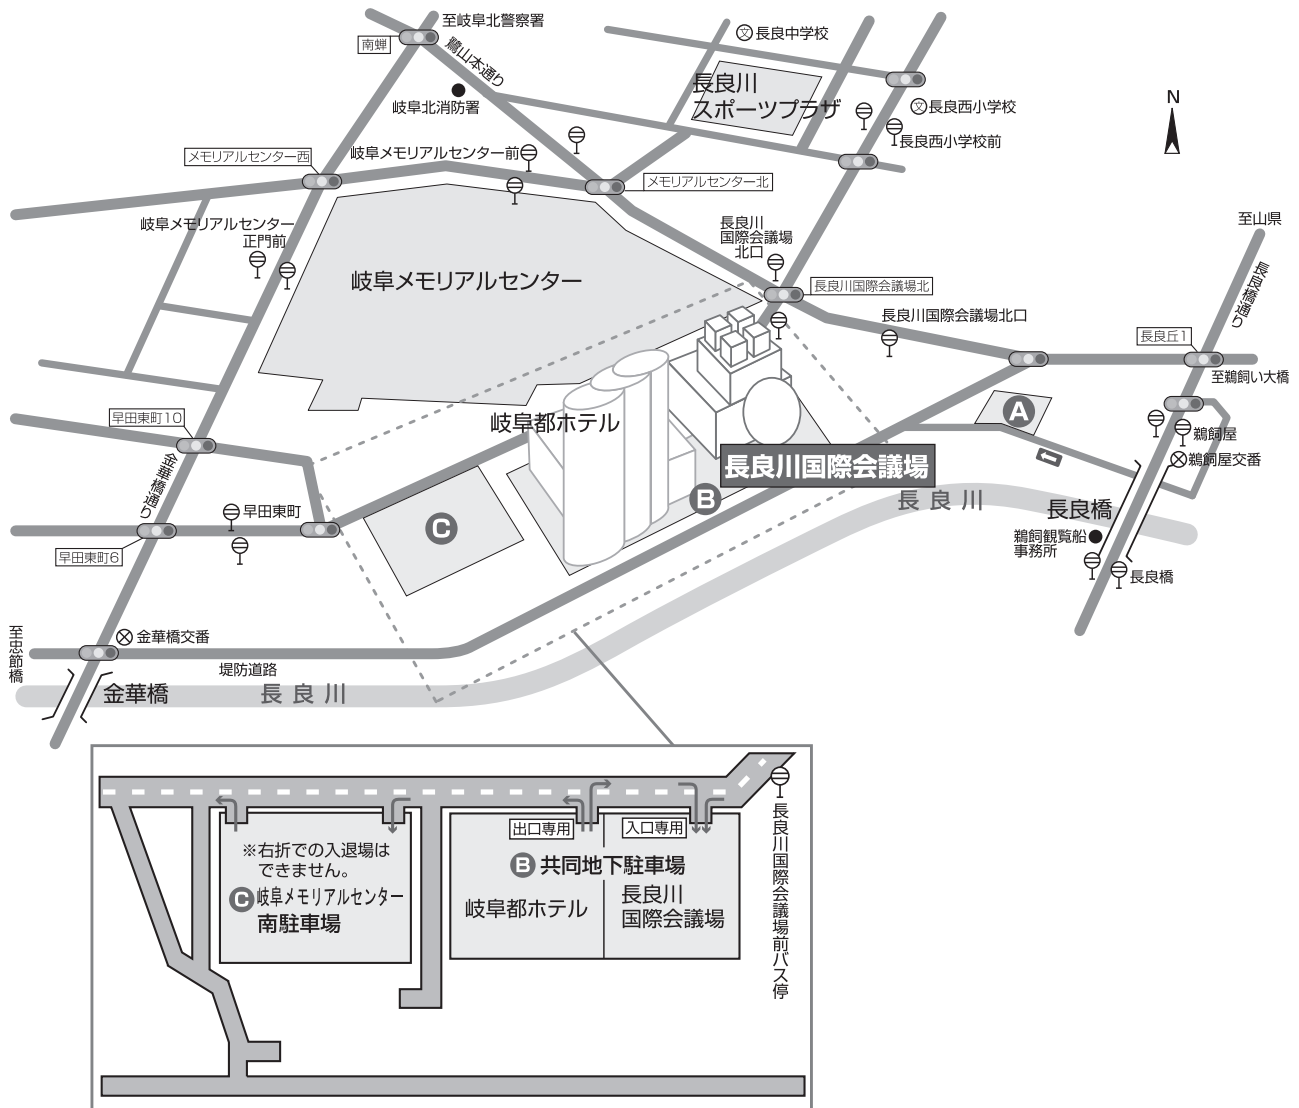 至岐阜北警察署
南蝉
鷺山本通り
岐阜北消防署
文長良中学校
長良川
スポーツプラザ
文長良西小学校
長良西小学校前
N
メモリアルセンター西
岐阜メモリアルセンター前
メモリアルセンター北
岐阜メモリアルセンター
正門前
長良川
国際会議場
北口
至山県
長良橋通り
岐阜メモリアルセンター
長良川国際会議場北
長良川国際会議場北口
長良丘1
至鵜飼い大橋
早田東町10
岐阜都ホテル
A
鵜飼屋
鵜飼屋交番
長良川国際会議場
金華橋通り
B
長良川
長良橋
早田東町
C
早田東町6
鵜飼観覧船
事務所
長良橋
至忠節橋
金華橋交番
堤防道路
金華橋
長良川
出口専用
入口専用
※右折での入退場は
できません。
B 共同地下駐車場
C 岐阜メモリアルセンター
南駐車場
岐阜都ホテル
長良川
国際会議場
長良川国際会議場前バス停